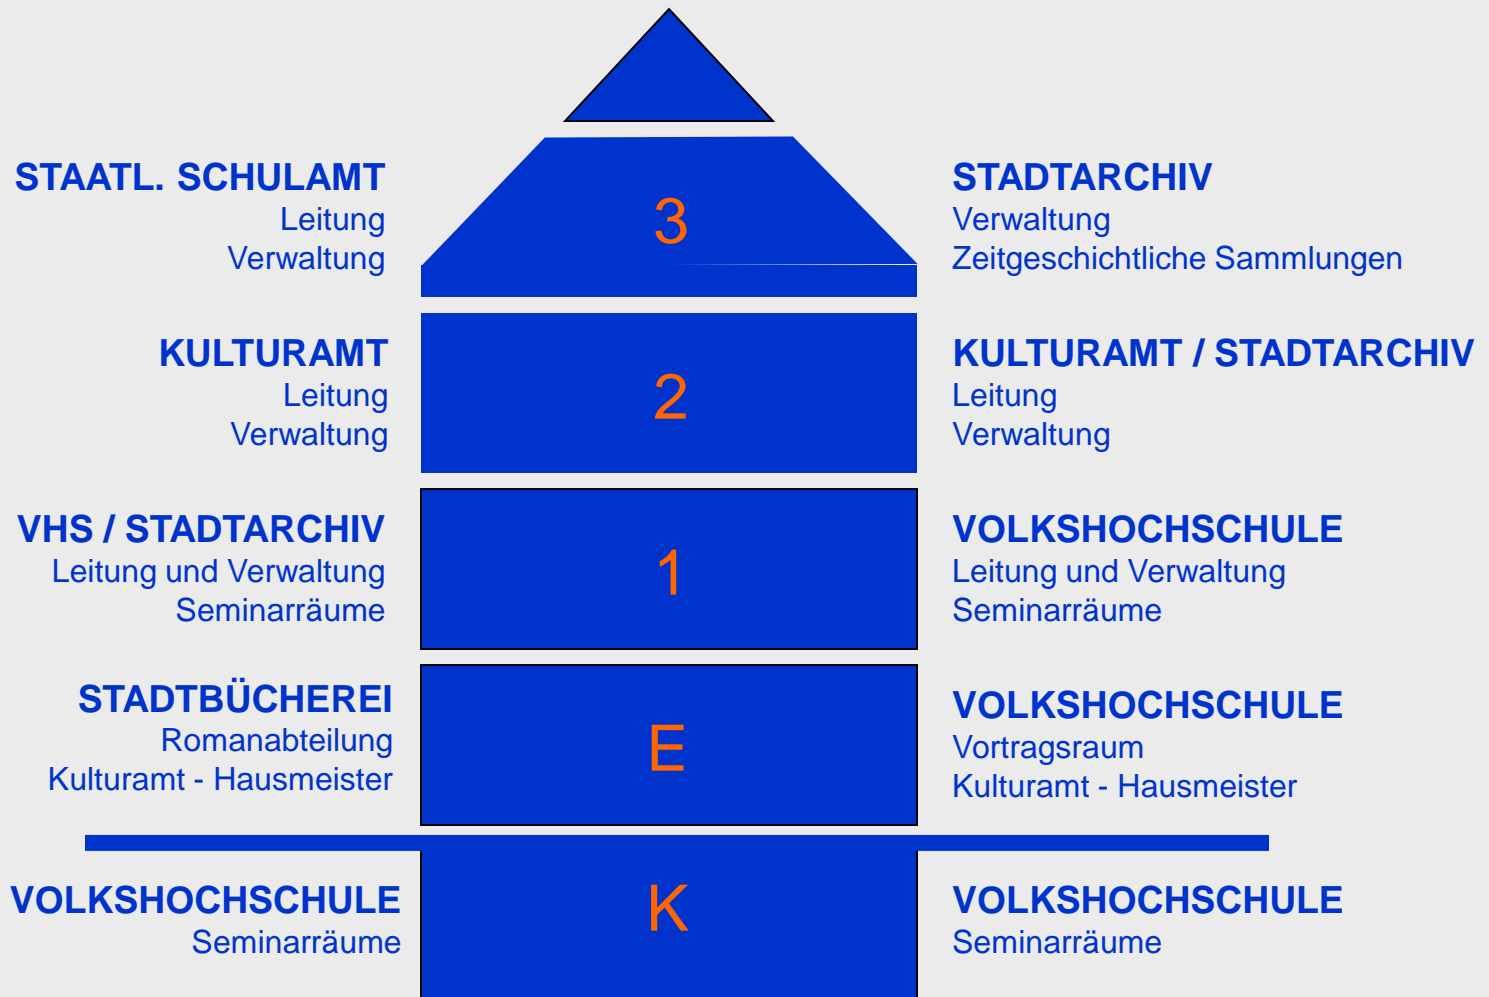 STAATL. SCHULAMT
Leitung
Verwaltung
3
STADTARCHIV
Verwaltung
Zeitgeschichtliche Sammlungen
KULTURAMT
Leitung
Verwaltung
2
KULTURAMT / STADTARCHIV
Leitung
Verwaltung
VHS / STADTARCHIV
Leitung und Verwaltung
Seminarräume
1
VOLKSHOCHSCHULE
Leitung und Verwaltung
Seminarräume
STADTBÜCHEREI
Romanabteilung
Kulturamt - Hausmeister
E
VOLKSHOCHSCHULE
Vortragsraum
Kulturamt - Hausmeister
VOLKSHOCHSCHULE
Seminarräume
K
VOLKSHOCHSCHULE
Seminarräume